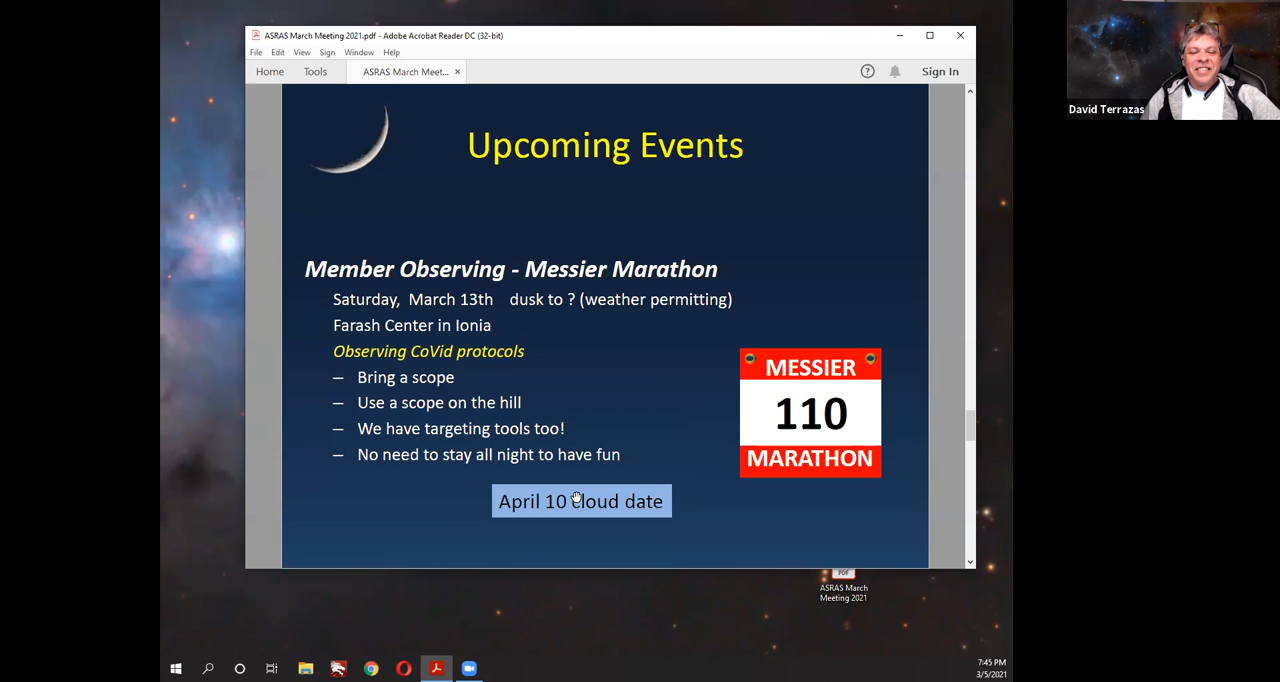 ASRAS March Meeting 2021.pdf - Adobe Acrobat Reader DC (32-bit)
File Edit View Sign Window Help
Home Tools ASRAS March Meet... × ? Sign In
David Terrazas
Upcoming Events
Member Observing - Messier Marathon
Saturday, March 13th dusk to ? (weather permitting)
Farash Center in Ionia
Observing CoVid protocols
– Bring a scope
– Use a scope on the hill
– We have targeting tools too!
– No need to stay all night to have fun
MESSIER
110
MARATHON
April 10 cloud date
PDF
ASRAS March
Meeting 2021
7:45 PM
3/5/2021